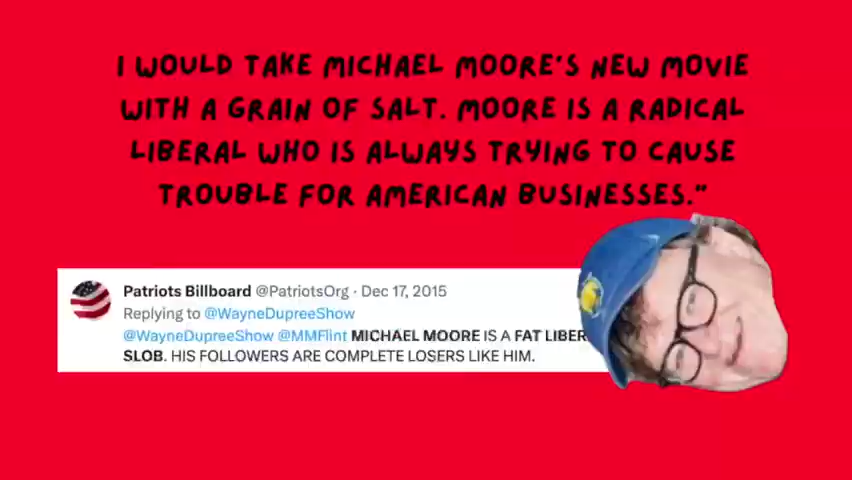 I WOULD TAKE MICHAEL MOORE'S NEW MOVIE
WITH A GRAIN OF SALT. MOORE IS A RADICAL
LIBERAL WHO IS ALWAYS TRYING TO CAUSE
TROUBLE FOR AMERICAN BUSINESSES."
Patriots Billboard @PatriotsOrg · Dec 17, 2015
Replying to @WayneDupreeShow
@WayneDupreeShow @MMFlint MICHAEL MOORE IS A FAT
SLOB. HIS FOLLOWERS ARE COMPLETE LOSERS LIKE HIM.